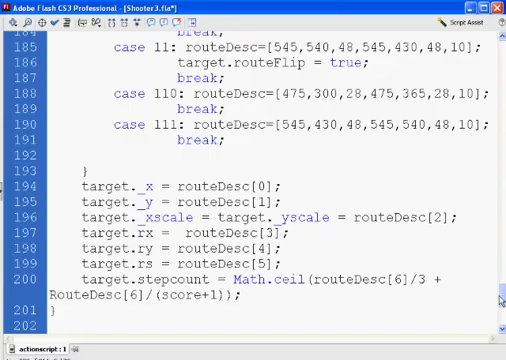 Adobe Flash CS3 Professional - [Shooter3.fla*]
Script Assist
184 break;
185 case 11: routeDesc=[545,540,48,545,430,48,10];
186 target.routeFlip = true;
187 break;
188 case 110: routeDesc=[475,300,28,475,365,28,10];
189 break;
190 case 111: routeDesc=[545,430,48,545,540,48,10];
191 break;
192
193 }
194 target._x = routeDesc[0];
195 target._y = routeDesc[1];
196 target._xscale = target._yscale = routeDesc[2];
197 target.rx = routeDesc[3];
198 target.ry = routeDesc[4];
199 target.rs = routeDesc[5];
200 target.stepcount = Math.ceil(routeDesc[6]/3 +
RouteDesc[6]/(score+1));
201 }
202
actionscript : 1